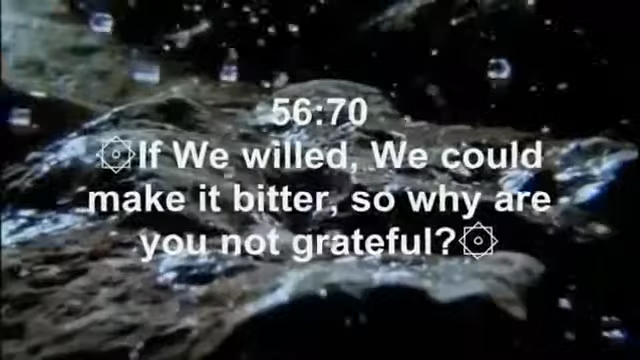 56:70
۞If We willed, We could
make it bitter, so why are
you not grateful?۞